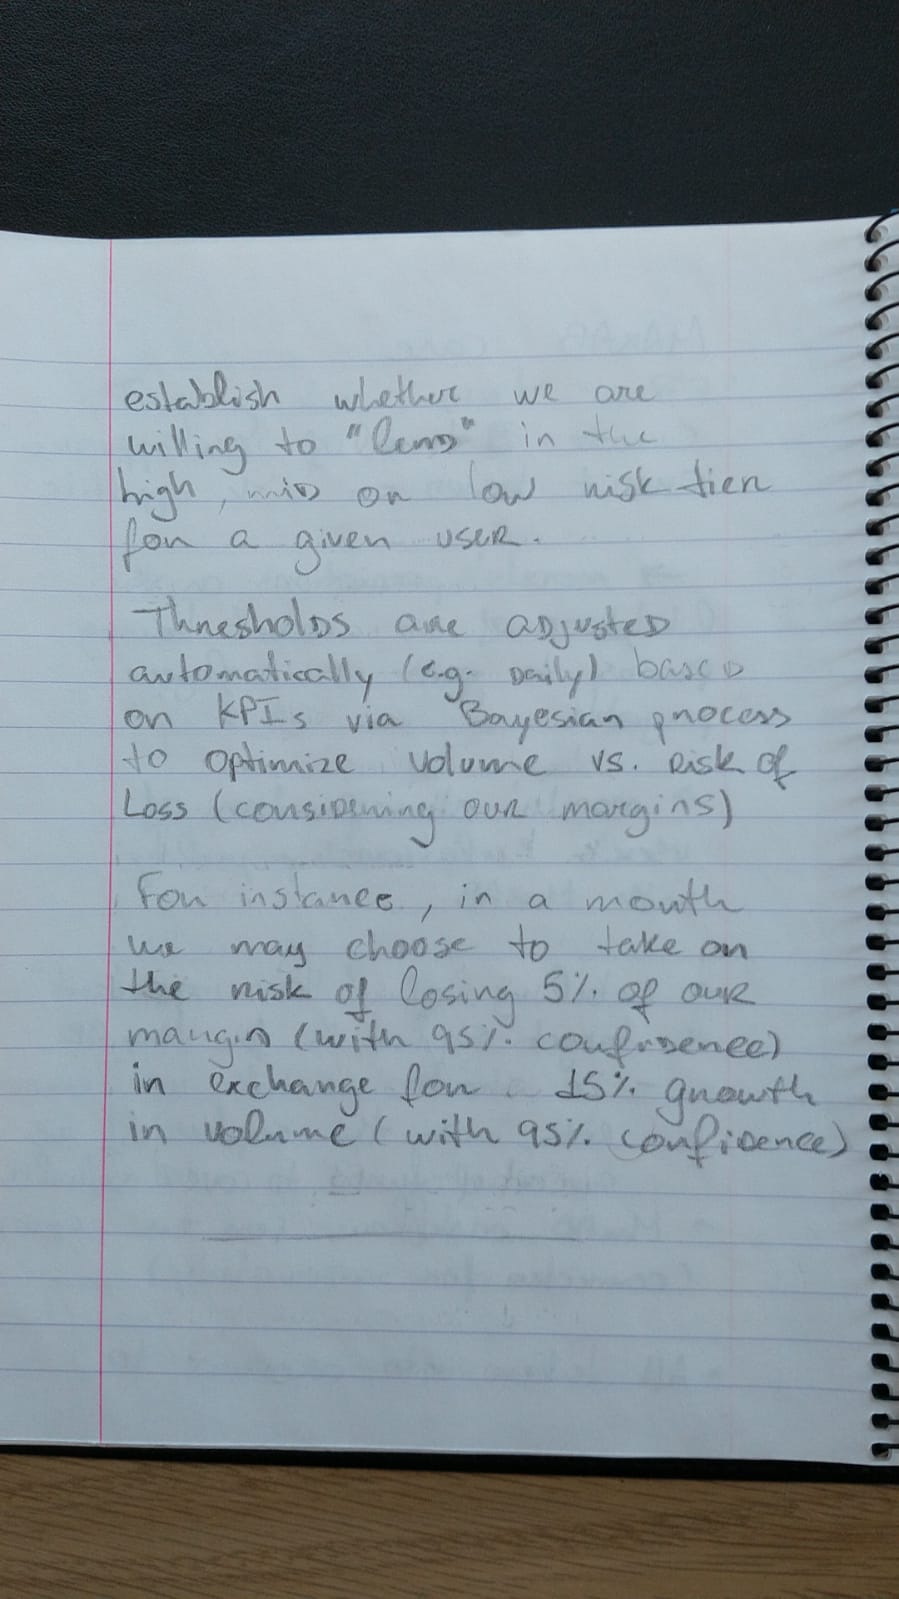 establish whether we are
willing to "lend" in the
high, mid or low risk tier
for a given user.
Thresholds are adjusted
automatically (e.g. daily) based
on KPIs via Bayesian process
to optimize volume vs. risk of
Loss (considering our margins)
For instance, in a month
we may choose to take on
the risk of losing 5% of our
margin (with 95% confidence)
in exchange for 15% growth
in volume (with 95% confidence)